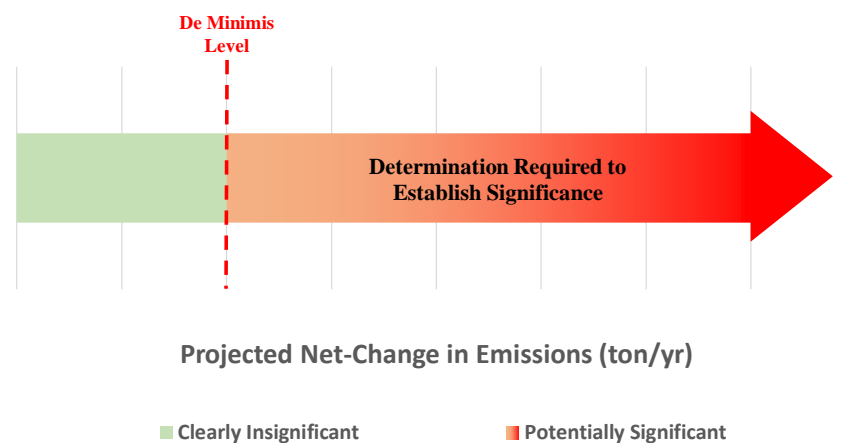 De Minimis
Level
Determination Required to
Establish Significance
Projected Net-Change in Emissions (ton/yr)
Clearly Insignificant
Potentially Significant